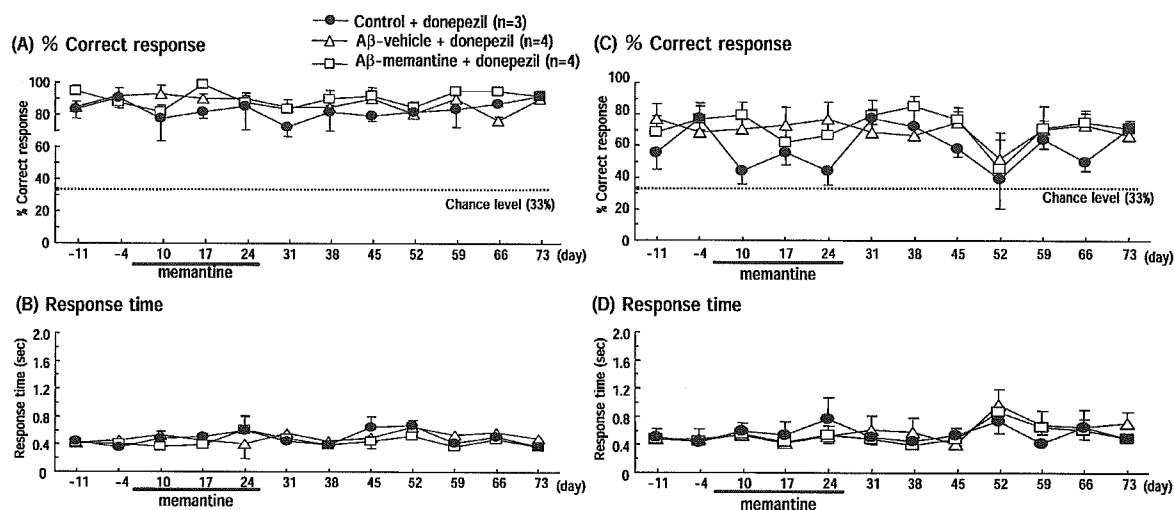 Control + donepezil (n=3)
Aβ-vehicle + donepezil (n=4)
Aβ-memantine + donepezil (n=4)
(A) % Correct response
% Correct response
100
80
60
40
20
0
Chance level (33%)
-11 -4 10 17 24 31 38 45 52 59 66 73 (day)
memantine
(B) Response time
Response time (sec)
2.0
1.6
1.2
0.8
0.4
0
-11 -4 10 17 24 31 38 45 52 59 66 73 (day)
memantine
(C) % Correct response
% Correct response
100
80
60
40
20
0
Chance level (33%)
-11 -4 10 17 24 31 38 45 52 59 66 73 (day)
memantine
(D) Response time
Response time (sec)
2.0
1.6
1.2
0.8
0.4
0
-11 -4 10 17 24 31 38 45 52 59 66 73 (day)
memantine